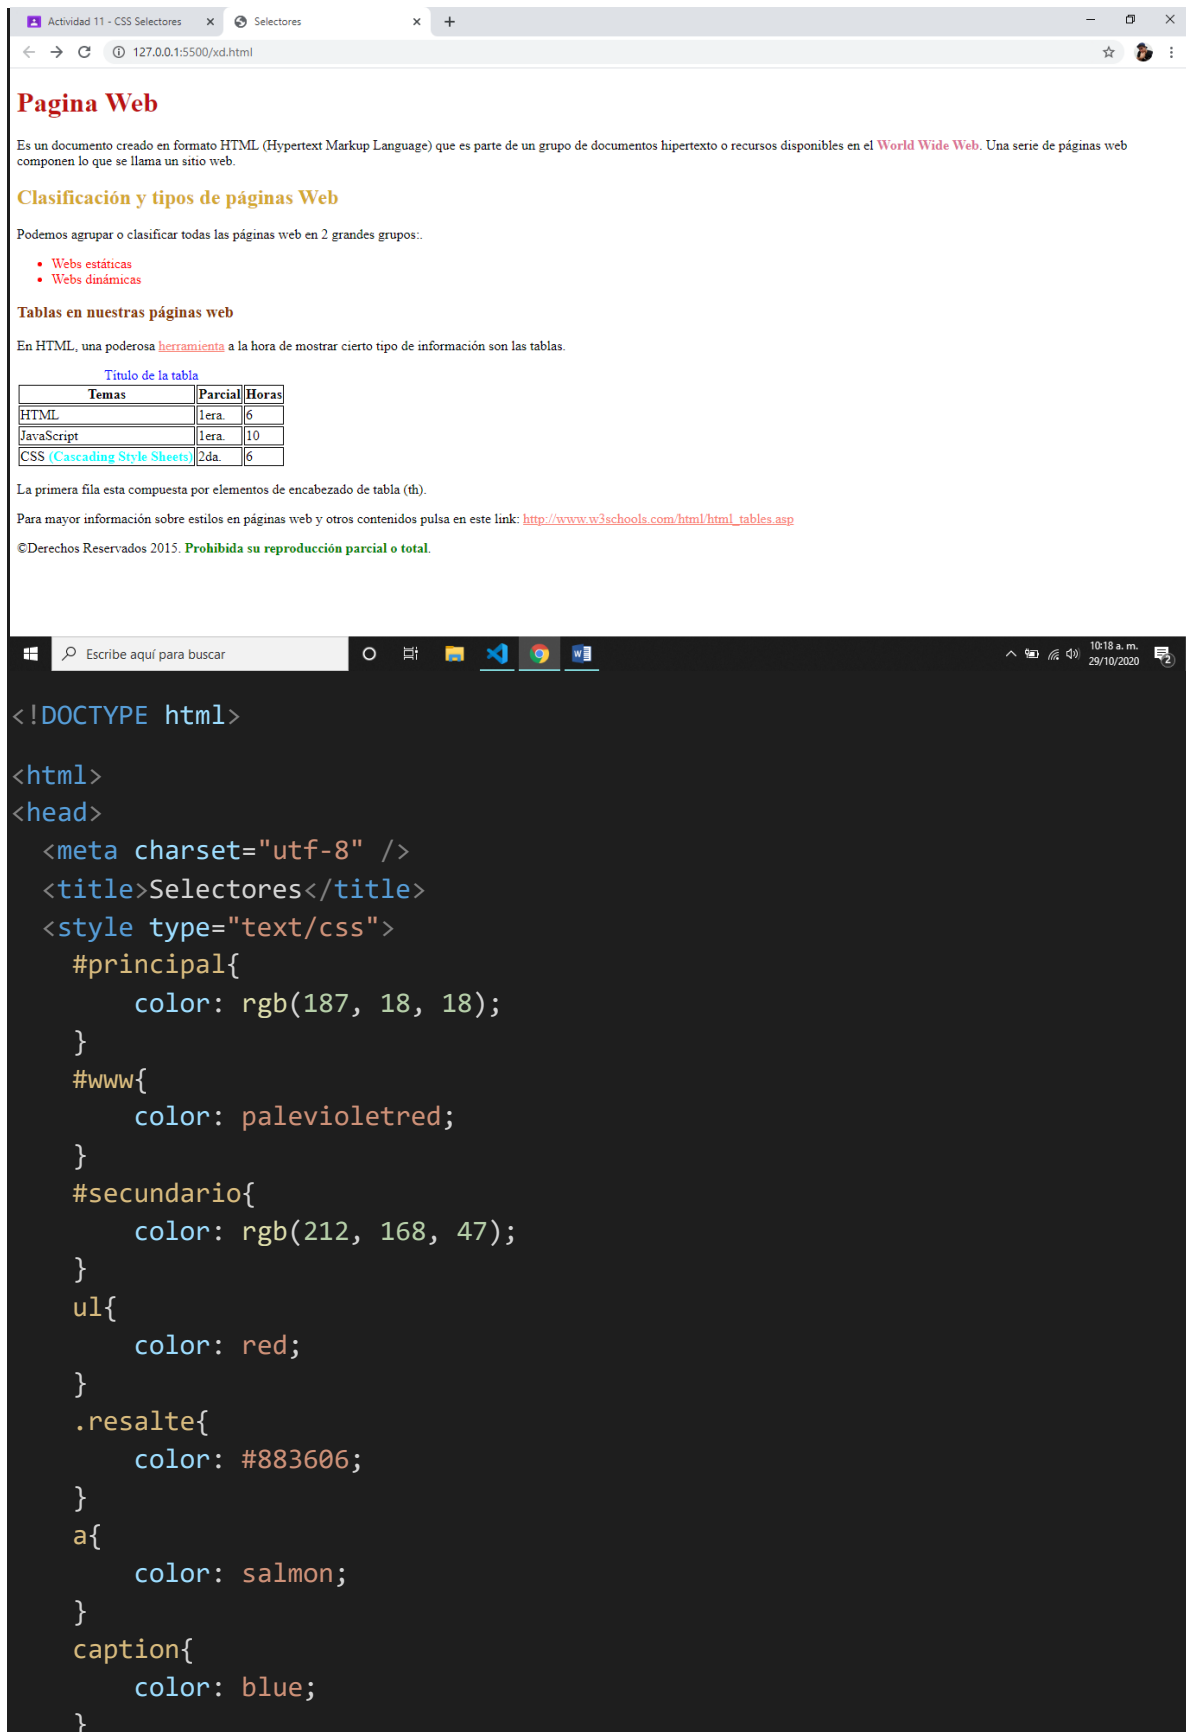 Actividad 11 - CSS Selectores
Selectores
127.0.0.1:5500/xd.html
Pagina Web
Es un documento creado en formato HTML (Hypertext Markup Language) que es parte de un grupo de documentos hipertexto o recursos disponibles en el World Wide Web. Una serie de páginas web
componen lo que se llama un sitio web.
Clasificación y tipos de páginas Web
Podemos agrupar o clasificar todas las páginas web en 2 grandes grupos:.
• Webs estáticas
• Webs dinámicas
Tablas en nuestras páginas web
En HTML, una poderosa herramienta a la hora de mostrar cierto tipo de información son las tablas.
Titulo de la tabla
Temas Parcial Horas
HTML 1era. 6
JavaScript 1era. 10
CSS (Cascading Style Sheets) 2da. 6
La primera fila esta compuesta por elementos de encabezado de tabla (th).
Para mayor información sobre estilos en páginas web y otros contenidos pulsa en este link: http://www.w3schools.com/html/html_tables.asp
©Derechos Reservados 2015. Prohibida su reproducción parcial o total.
Escribe aquí para buscar
10:18 a. m.
29/10/2020
2
<!DOCTYPE html>
<html>
<head>
<meta charset="utf-8" />
<title>Selectores</title>
<style type="text/css">
#principal{
color: rgb(187, 18, 18);
}
#www{
color: palevioletred;
}
#secundario{
color: rgb(212, 168, 47);
}
ul{
color: red;
}
.resalte{
color: #883606;
}
a{
color: salmon;
}
caption{
color: blue;
}